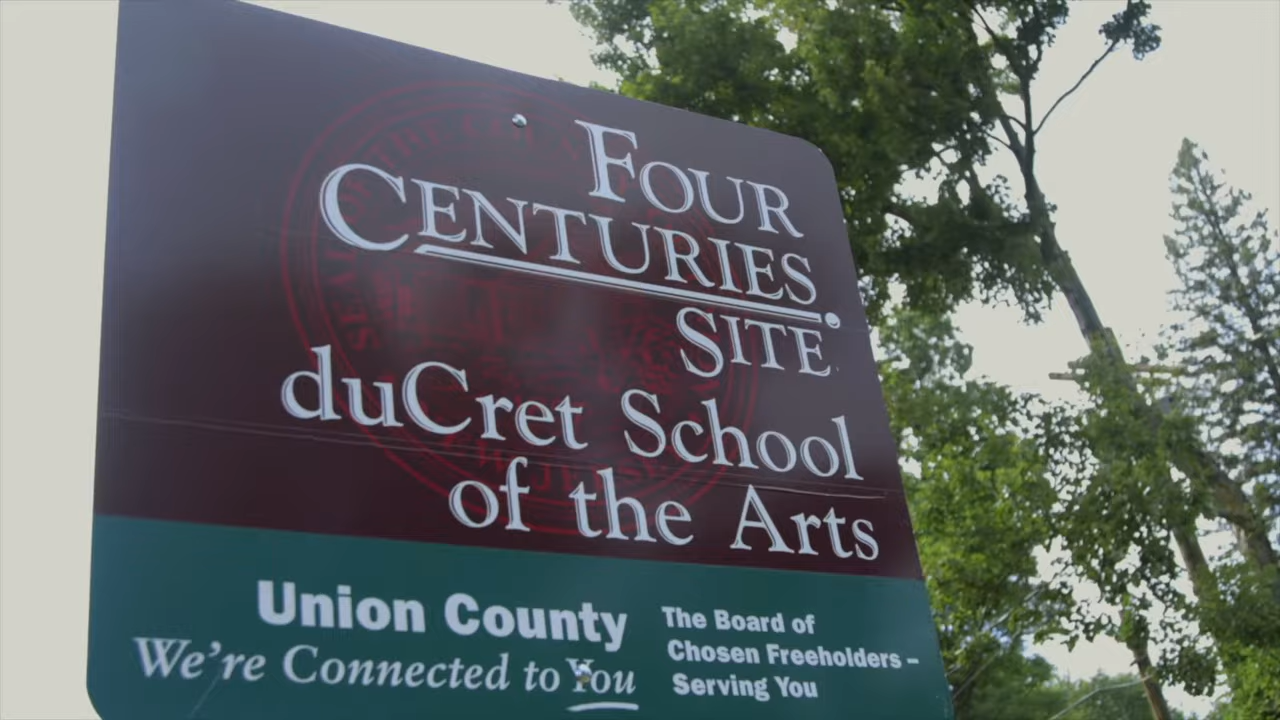 FOUR
CENTURIES
SITE
duCret School
of the Arts
Union County
We're Connected to You
The Board of
Chosen Freeholders –
Serving You